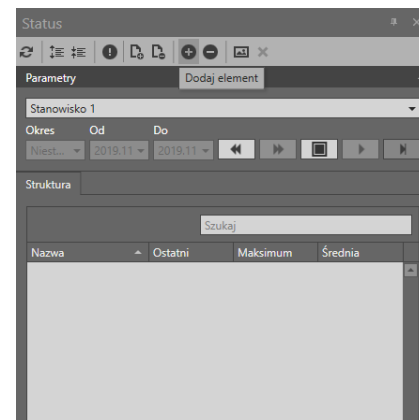 Status
Parametry
Dodaj element
Stanowisko 1
Okres Od Do
Niest... 2019.11 2019.11
Struktura
Szukaj
Nazwa Ostatni Maksimum Średnia